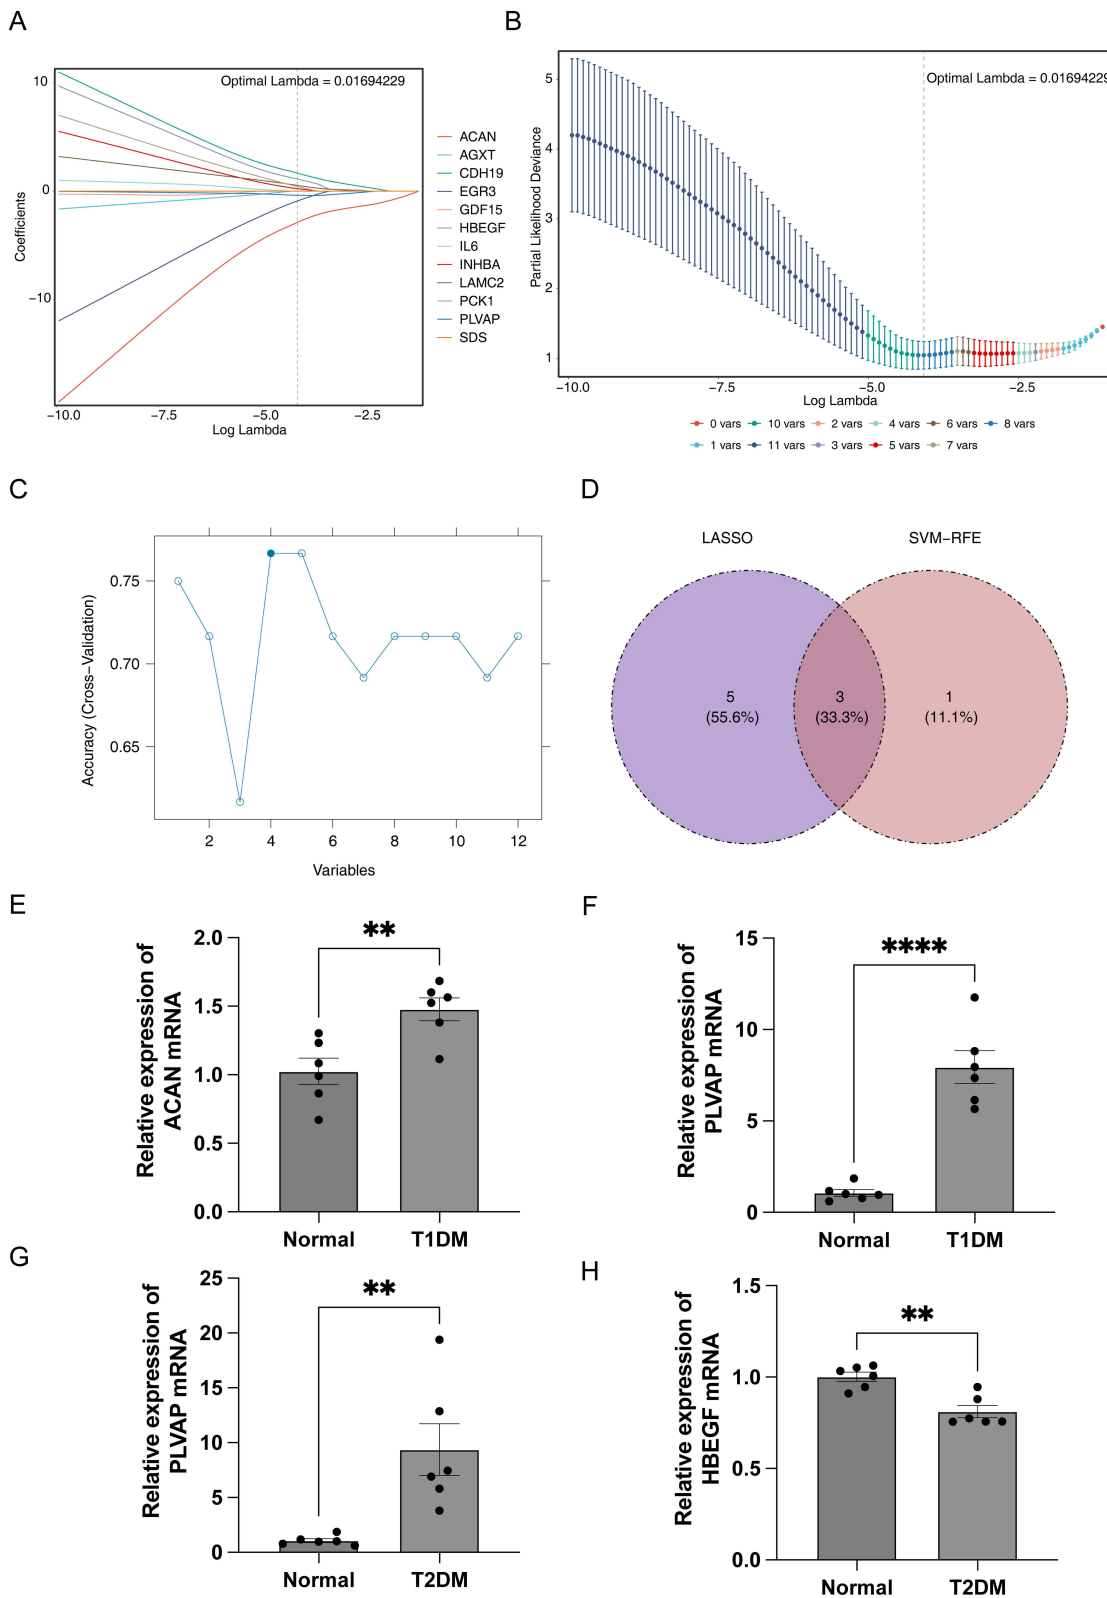 A
Optimal Lambda = 0.01694229
10
0
−10
Coefficients
−10.0
−7.5
−5.0
−2.5
Log Lambda
ACAN
AGXT
CDH19
EGR3
GDF15
HBEGF
IL6
INHBA
LAMC2
PCK1
PLVAP
SDS
B
Optimal Lambda = 0.01694229
5
4
3
2
1
Partial Likelihood Deviance
−10.0
−7.5
−5.0
−2.5
Log Lambda
0 vars
10 vars
2 vars
4 vars
6 vars
8 vars
1 vars
11 vars
3 vars
5 vars
7 vars
C
0.75
0.70
0.65
Accuracy (Cross−Validation)
2
4
6
8
10
12
Variables
D
LASSO
SVM−RFE
5
(55.6%)
3
(33.3%)
1
(11.1%)
E
Relative expression of
ACAN mRNA
2.0
1.5
1.0
0.5
0.0
**
Normal
T1DM
F
Relative expression of
PLVAP mRNA
15
10
5
0
****
Normal
T1DM
G
Relative expression of
PLVAP mRNA
25
20
15
10
5
0
**
Normal
T2DM
H
Relative expression of
HBEGF mRNA
1.5
1.0
0.5
0.0
**
Normal
T2DM